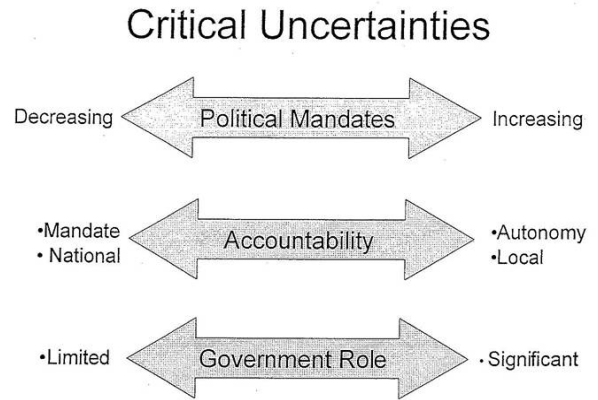 Critical Uncertainties
Decreasing Political Mandates Increasing
•Mandate
• National
Accountability
•Autonomy
•Local
•Limited Government Role • Significant